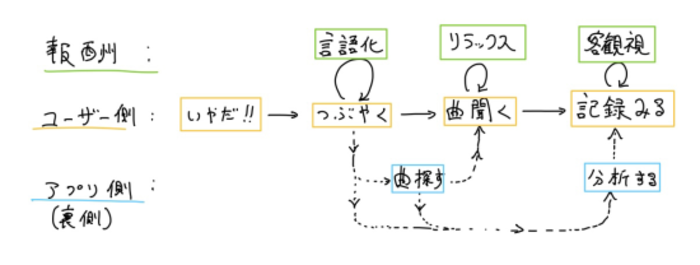 報酬 : 言語化 リラックス 客観視
ユーザー側 : いやだ!! つぶやく 曲聞く 記録みる
アプリ側 : 曲探す 分析する
(裏側)